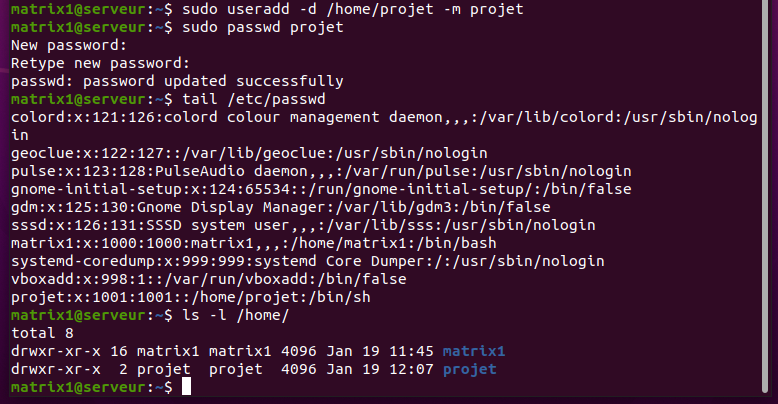 matrix1@serveur:~$ sudo useradd -d /home/projet -m projet
matrix1@serveur:~$ sudo passwd projet
New password:
Retype new password:
passwd: password updated successfully
matrix1@serveur:~$ tail /etc/passwd
colord:x:121:126:colord colour management daemon,,,:/var/lib/colord:/usr/sbin/nolog
in
geoclue:x:122:127::/var/lib/geoclue:/usr/sbin/nologin
pulse:x:123:128:PulseAudio daemon,,,:/var/run/pulse:/usr/sbin/nologin
gnome-initial-setup:x:124:65534::/run/gnome-initial-setup/:/bin/false
gdm:x:125:130:Gnome Display Manager:/var/lib/gdm3:/bin/false
sssd:x:126:131:SSSD system user,,,:/var/lib/sss:/usr/sbin/nologin
matrix1:x:1000:1000:matrix1,,,:/home/matrix1:/bin/bash
systemd-coredump:x:999:999:systemd Core Dumper:/:/usr/sbin/nologin
vboxadd:x:998:1::/var/run/vboxadd:/bin/false
projet:x:1001:1001::/home/projet:/bin/sh
matrix1@serveur:~$ ls -l /home/
total 8
drwxr-xr-x 16 matrix1 matrix1 4096 Jan 19 11:45 matrix1
drwxr-xr-x  2 projet  projet  4096 Jan 19 12:07 projet
matrix1@serveur:~$